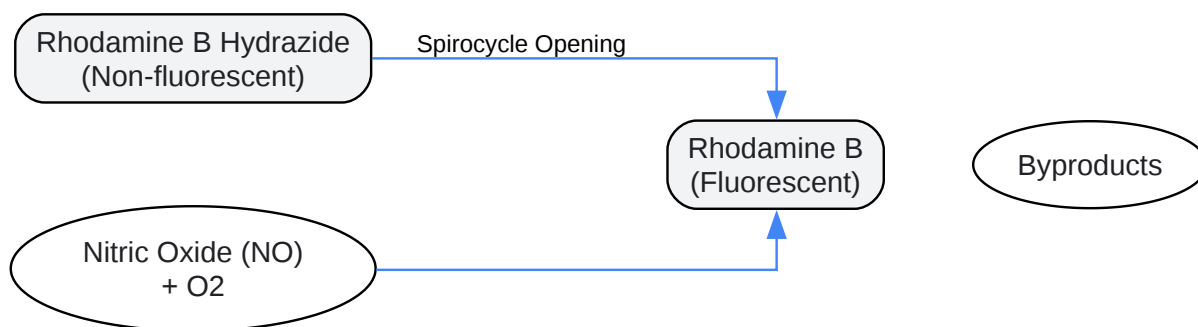 Rhodamine B Hydrazide
(Non-fluorescent)
Spirocycle Opening
Rhodamine B
(Fluorescent)
Byproducts
Nitric Oxide (NO)
+ O2